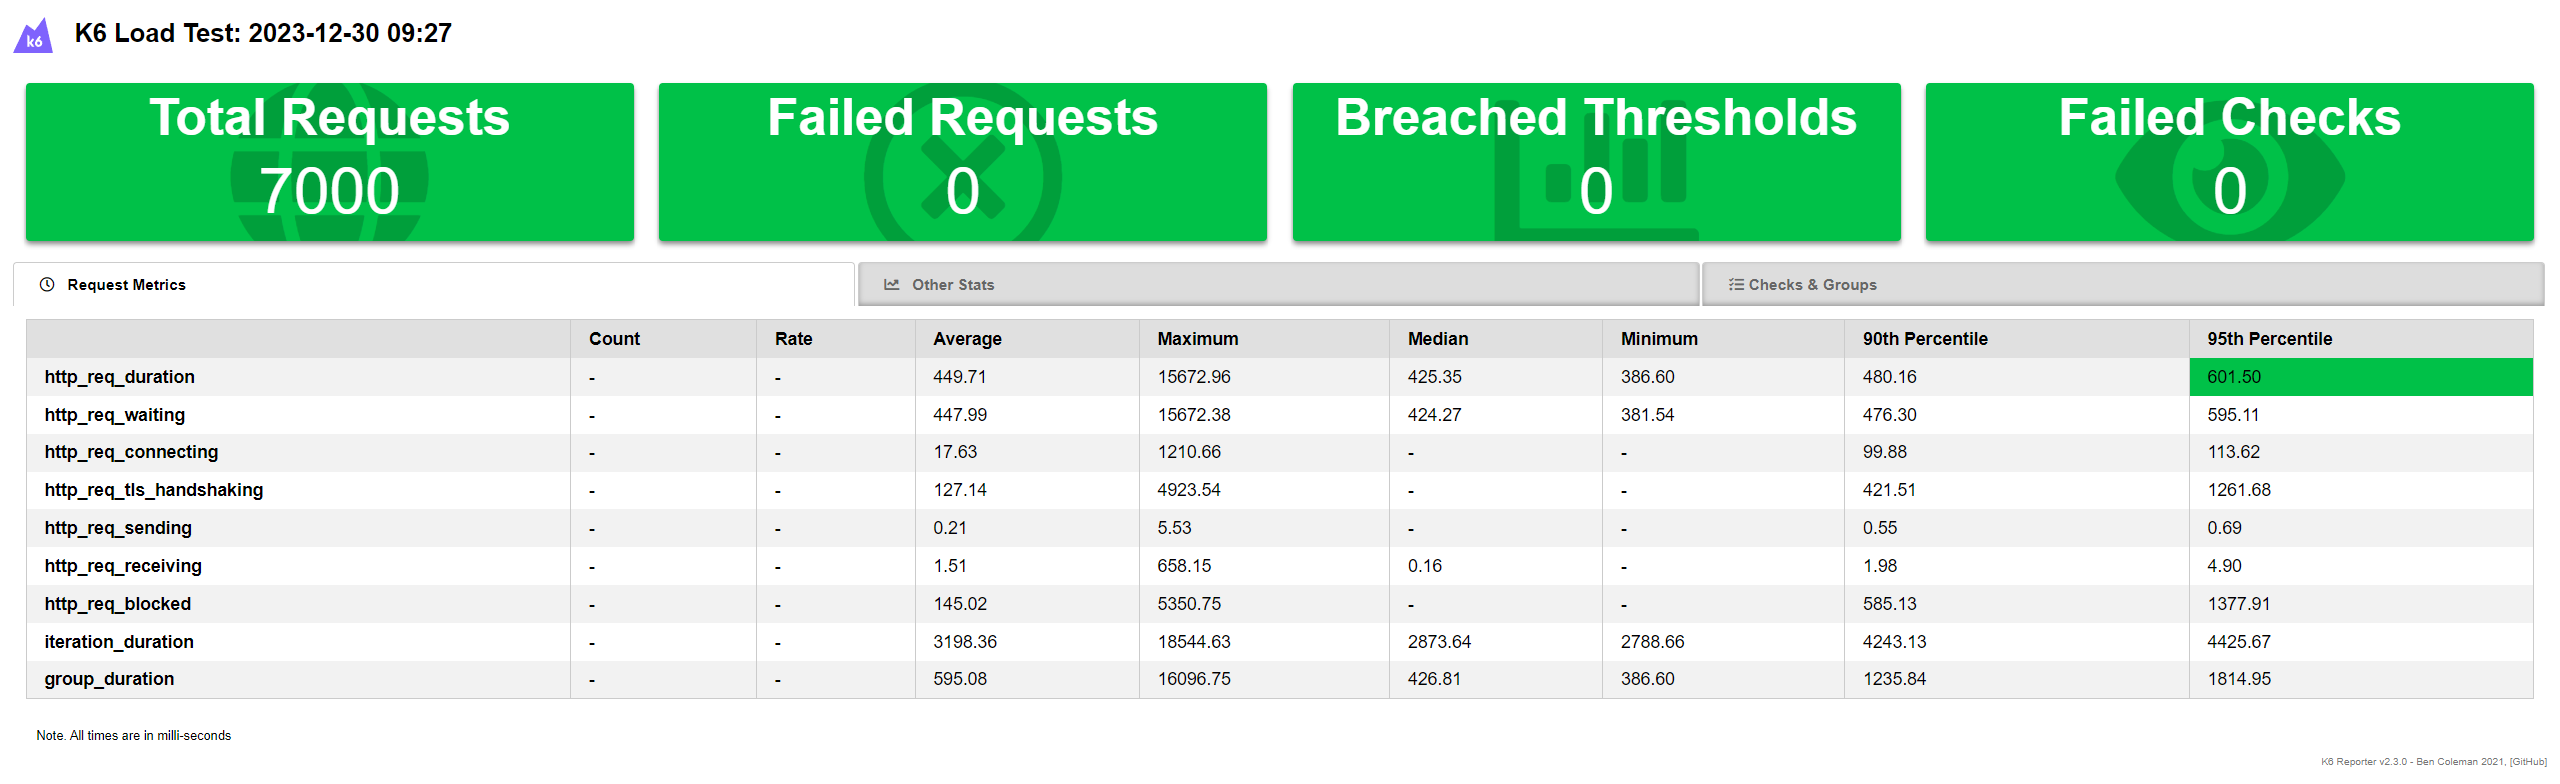 k6
K6 Load Test: 2023-12-30 09:27
Total Requests
7000
Failed Requests
0
Breached Thresholds
0
Failed Checks
0
Request Metrics
Other Stats
Checks & Groups
Count Rate Average Maximum Median Minimum 90th Percentile 95th Percentile
http_req_duration - - 449.71 15672.96 425.35 386.60 480.16 601.50
http_req_waiting - - 447.99 15672.38 424.27 381.54 476.30 595.11
http_req_connecting - - 17.63 1210.66 - - 99.88 113.62
http_req_tls_handshaking - - 127.14 4923.54 - - 421.51 1261.68
http_req_sending - - 0.21 5.53 - - 0.55 0.69
http_req_receiving - - 1.51 658.15 0.16 - 1.98 4.90
http_req_blocked - - 145.02 5350.75 - - 585.13 1377.91
iteration_duration - - 3198.36 18544.63 2873.64 2788.66 4243.13 4425.67
group_duration - - 595.08 16096.75 426.81 386.60 1235.84 1814.95
Note. All times are in milli-seconds
K6 Reporter v2.3.0 - Ben Coleman 2021, [GitHub]